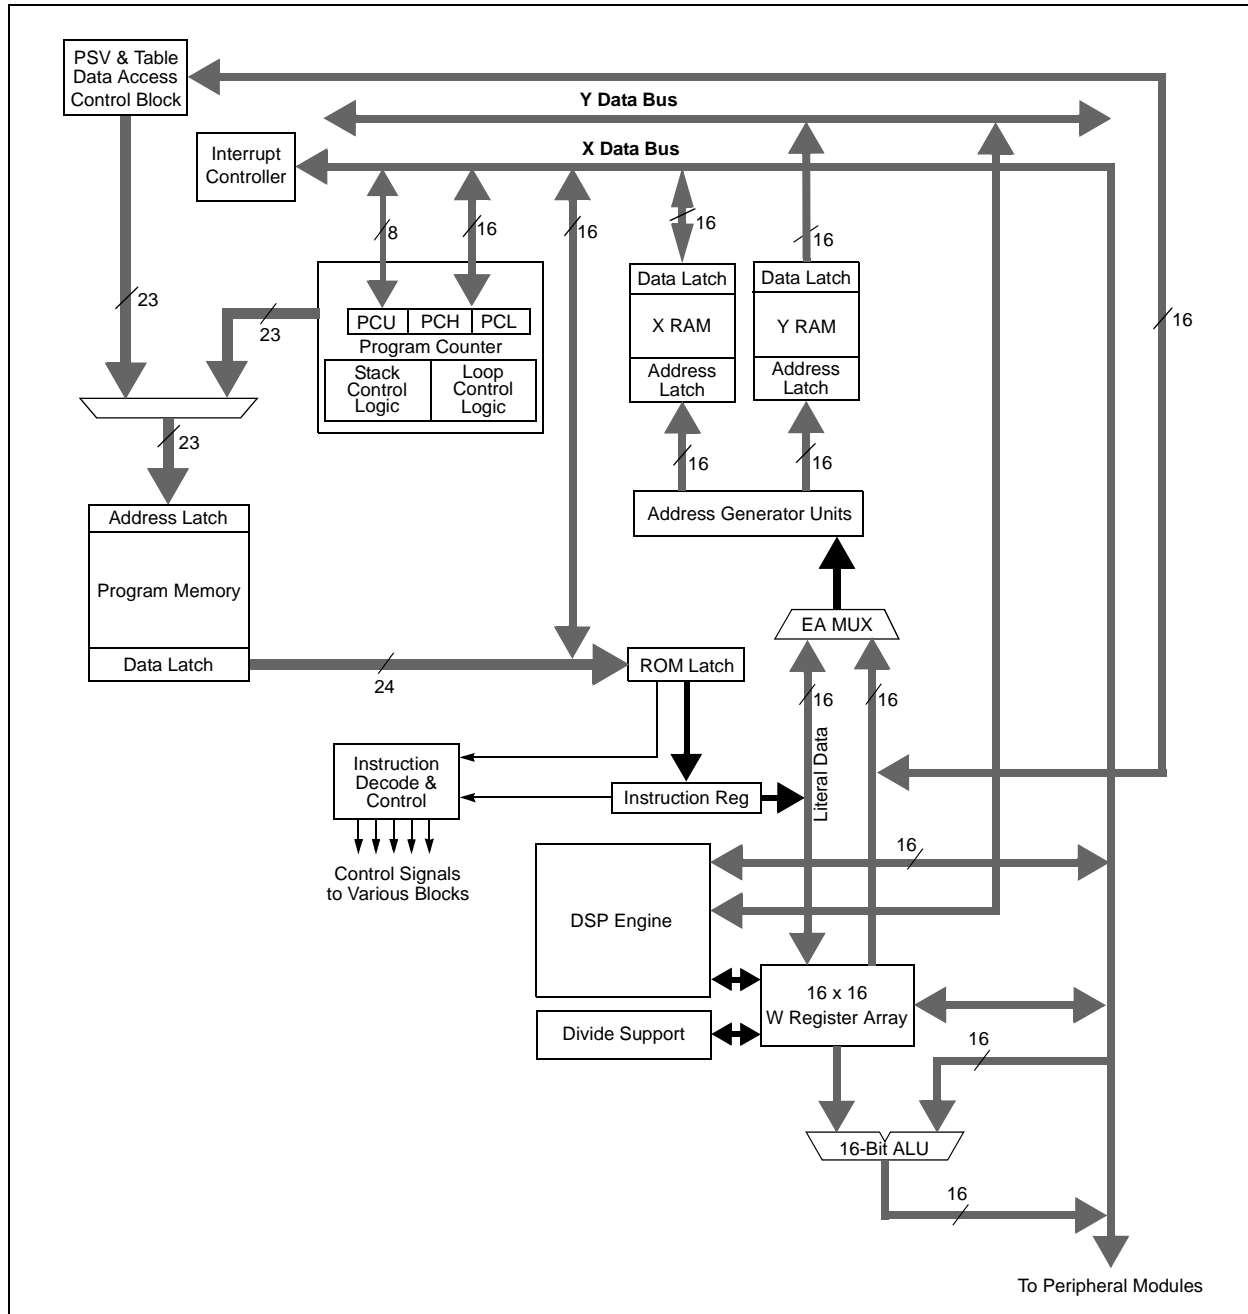 PSV & Table
Data Access
Control Block
Y Data Bus
Interrupt
Controller
X Data Bus
8
16
16
16
16
23
23
16
Data Latch
X RAM
Address
Latch
Data Latch
Y RAM
Address
Latch
PCU
PCH
PCL
Program Counter
Stack
Control
Logic
Loop
Control
Logic
23
16
16
Address Latch
Program Memory
Data Latch
Address Generator Units
EA MUX
24
ROM Latch
16
16
Literal Data
Instruction
Decode &
Control
Instruction Reg
Control Signals
to Various Blocks
16
DSP Engine
16 x 16
W Register Array
Divide Support
16
16-Bit ALU
16
To Peripheral Modules